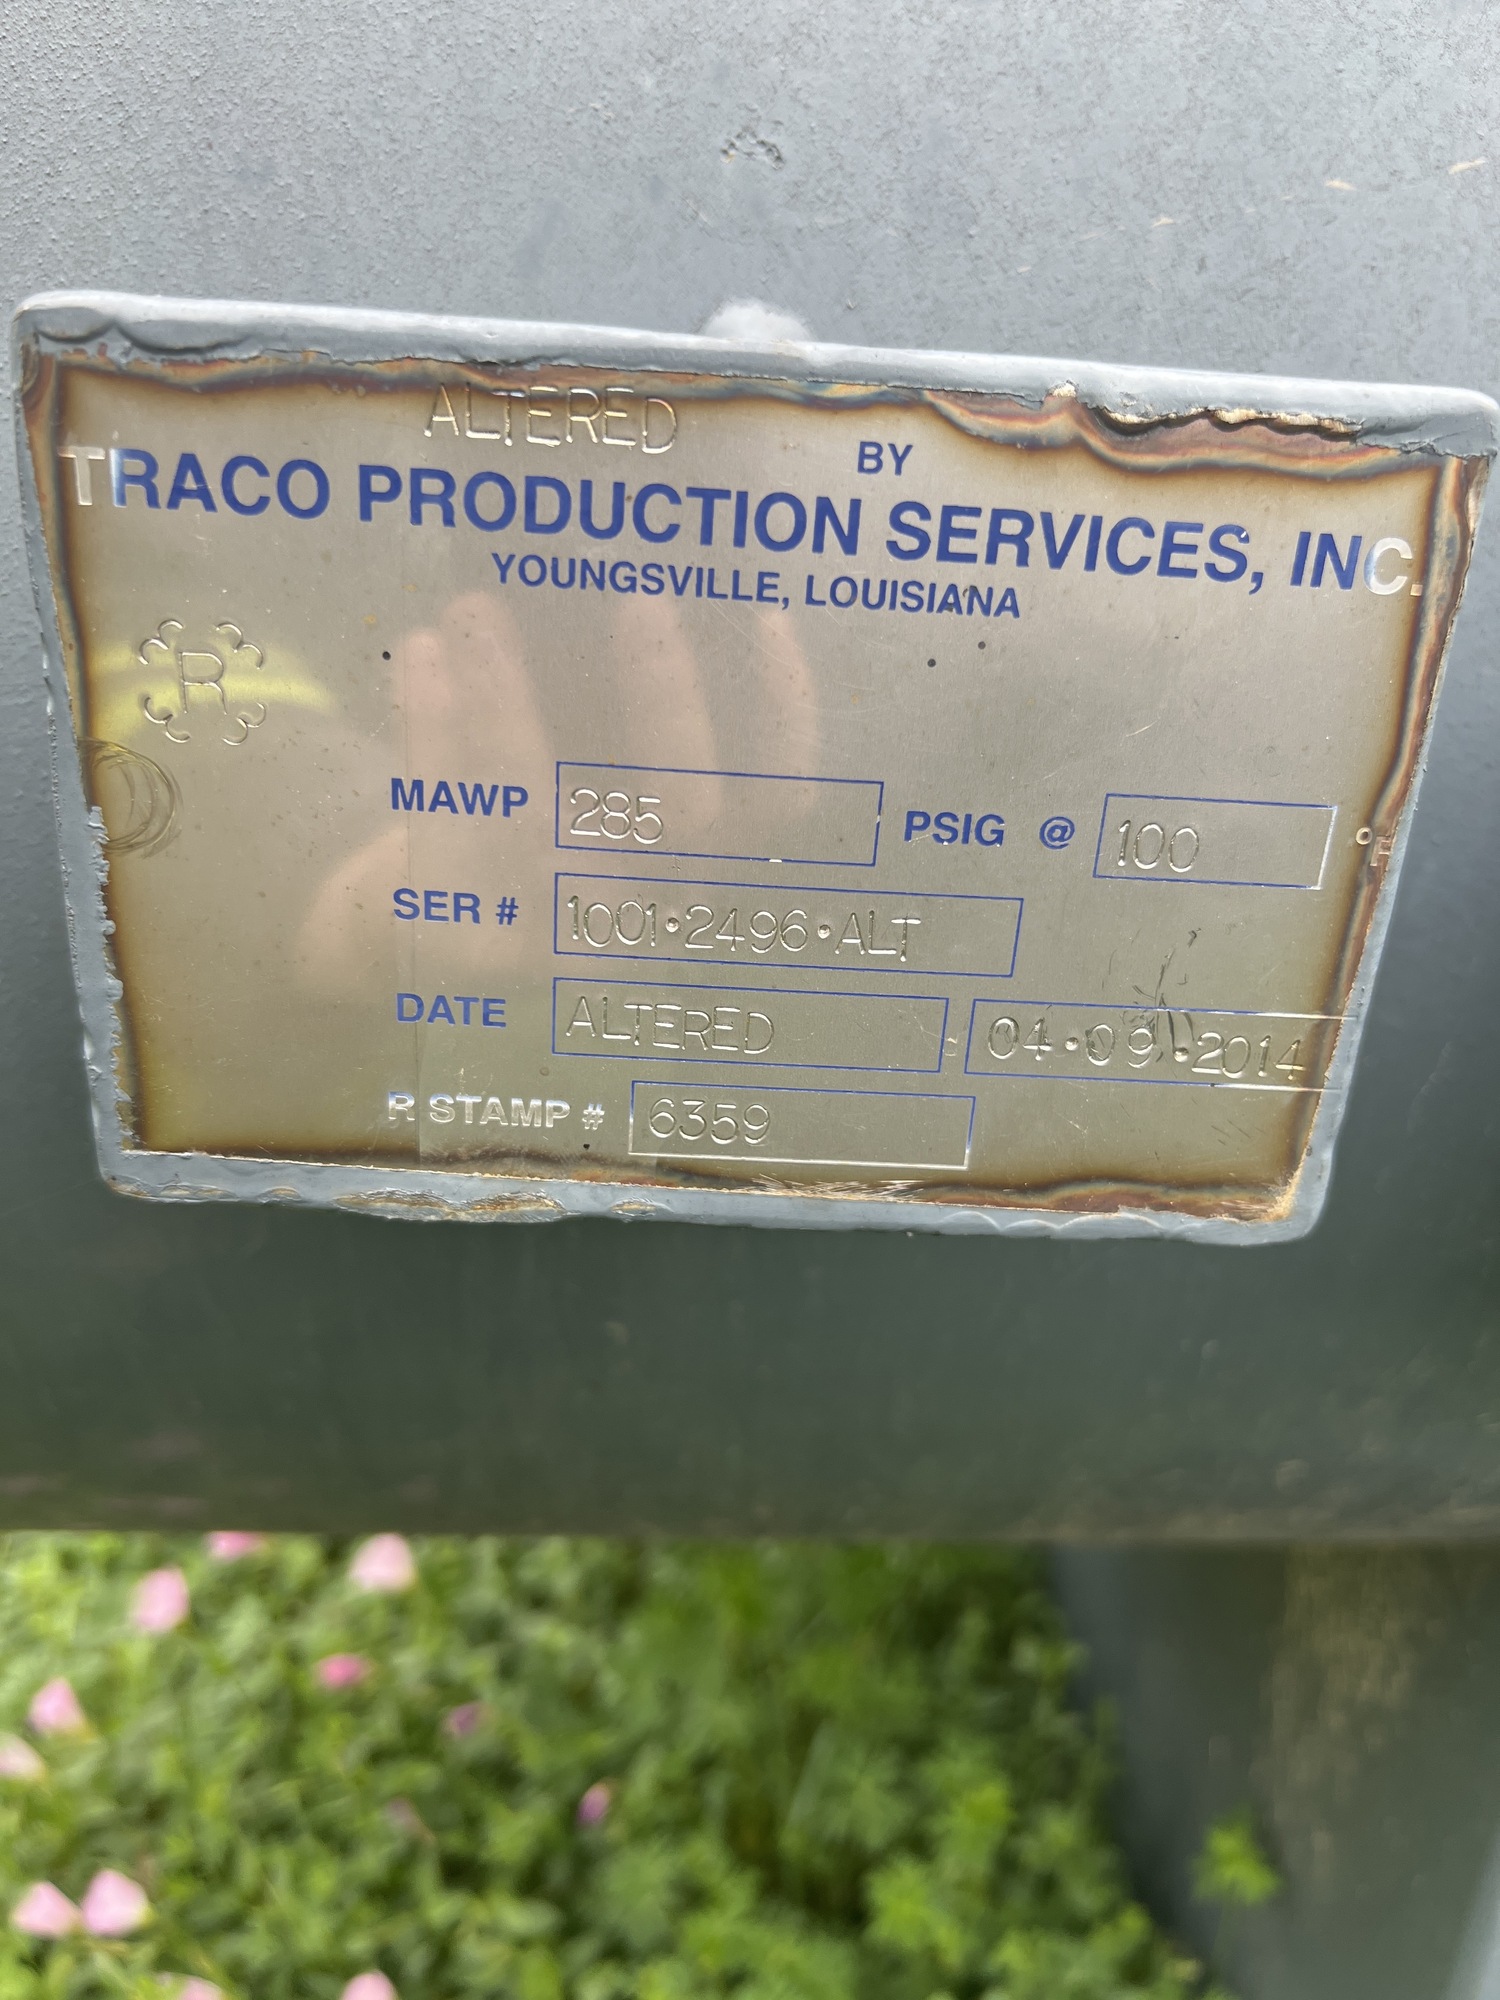 ALTERED BY
TRACO PRODUCTION SERVICES, INC.
YOUNGSVILLE, LOUISIANA
R
MAWP 285 PSIG @ 100 °F
SER # 1001•2496•ALT
DATE ALTERED 04•09•2014
R STAMP # 6359